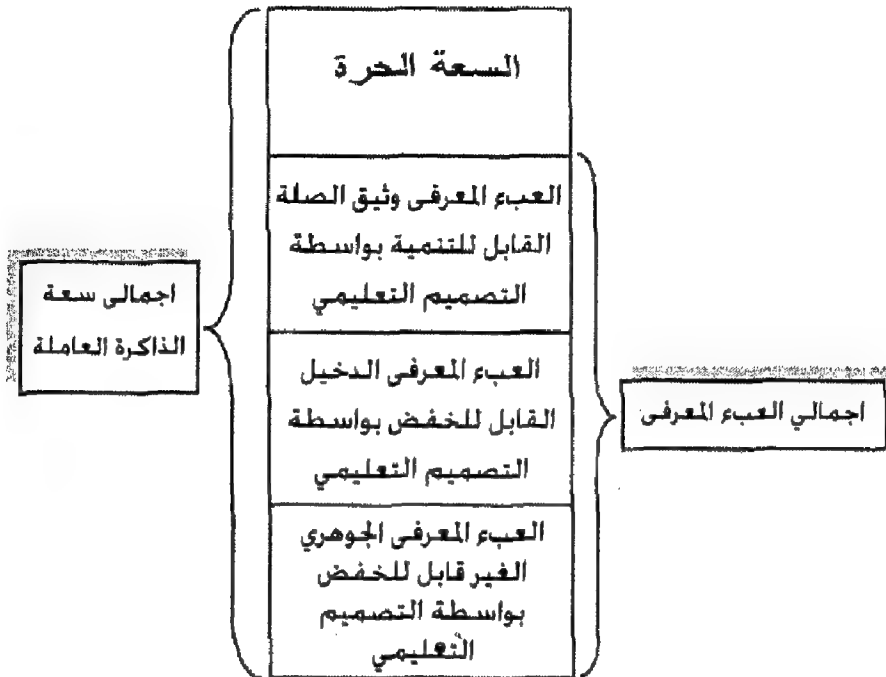 السعة الحرة
العبء المعرفى وثيق الصلة
القابل للتنمية بواسطة
التصميم التعليمي
اجمالى سعة
الذاكرة العاملة
العبء المعرفى الدخيل
القابل للخفض بواسطة
التصميم التعليمي
اجمالي العبء المعرفى
العبء المعرفى الجوهري
الغير قابل للخفض
بواسطة التصميم
التعليمي